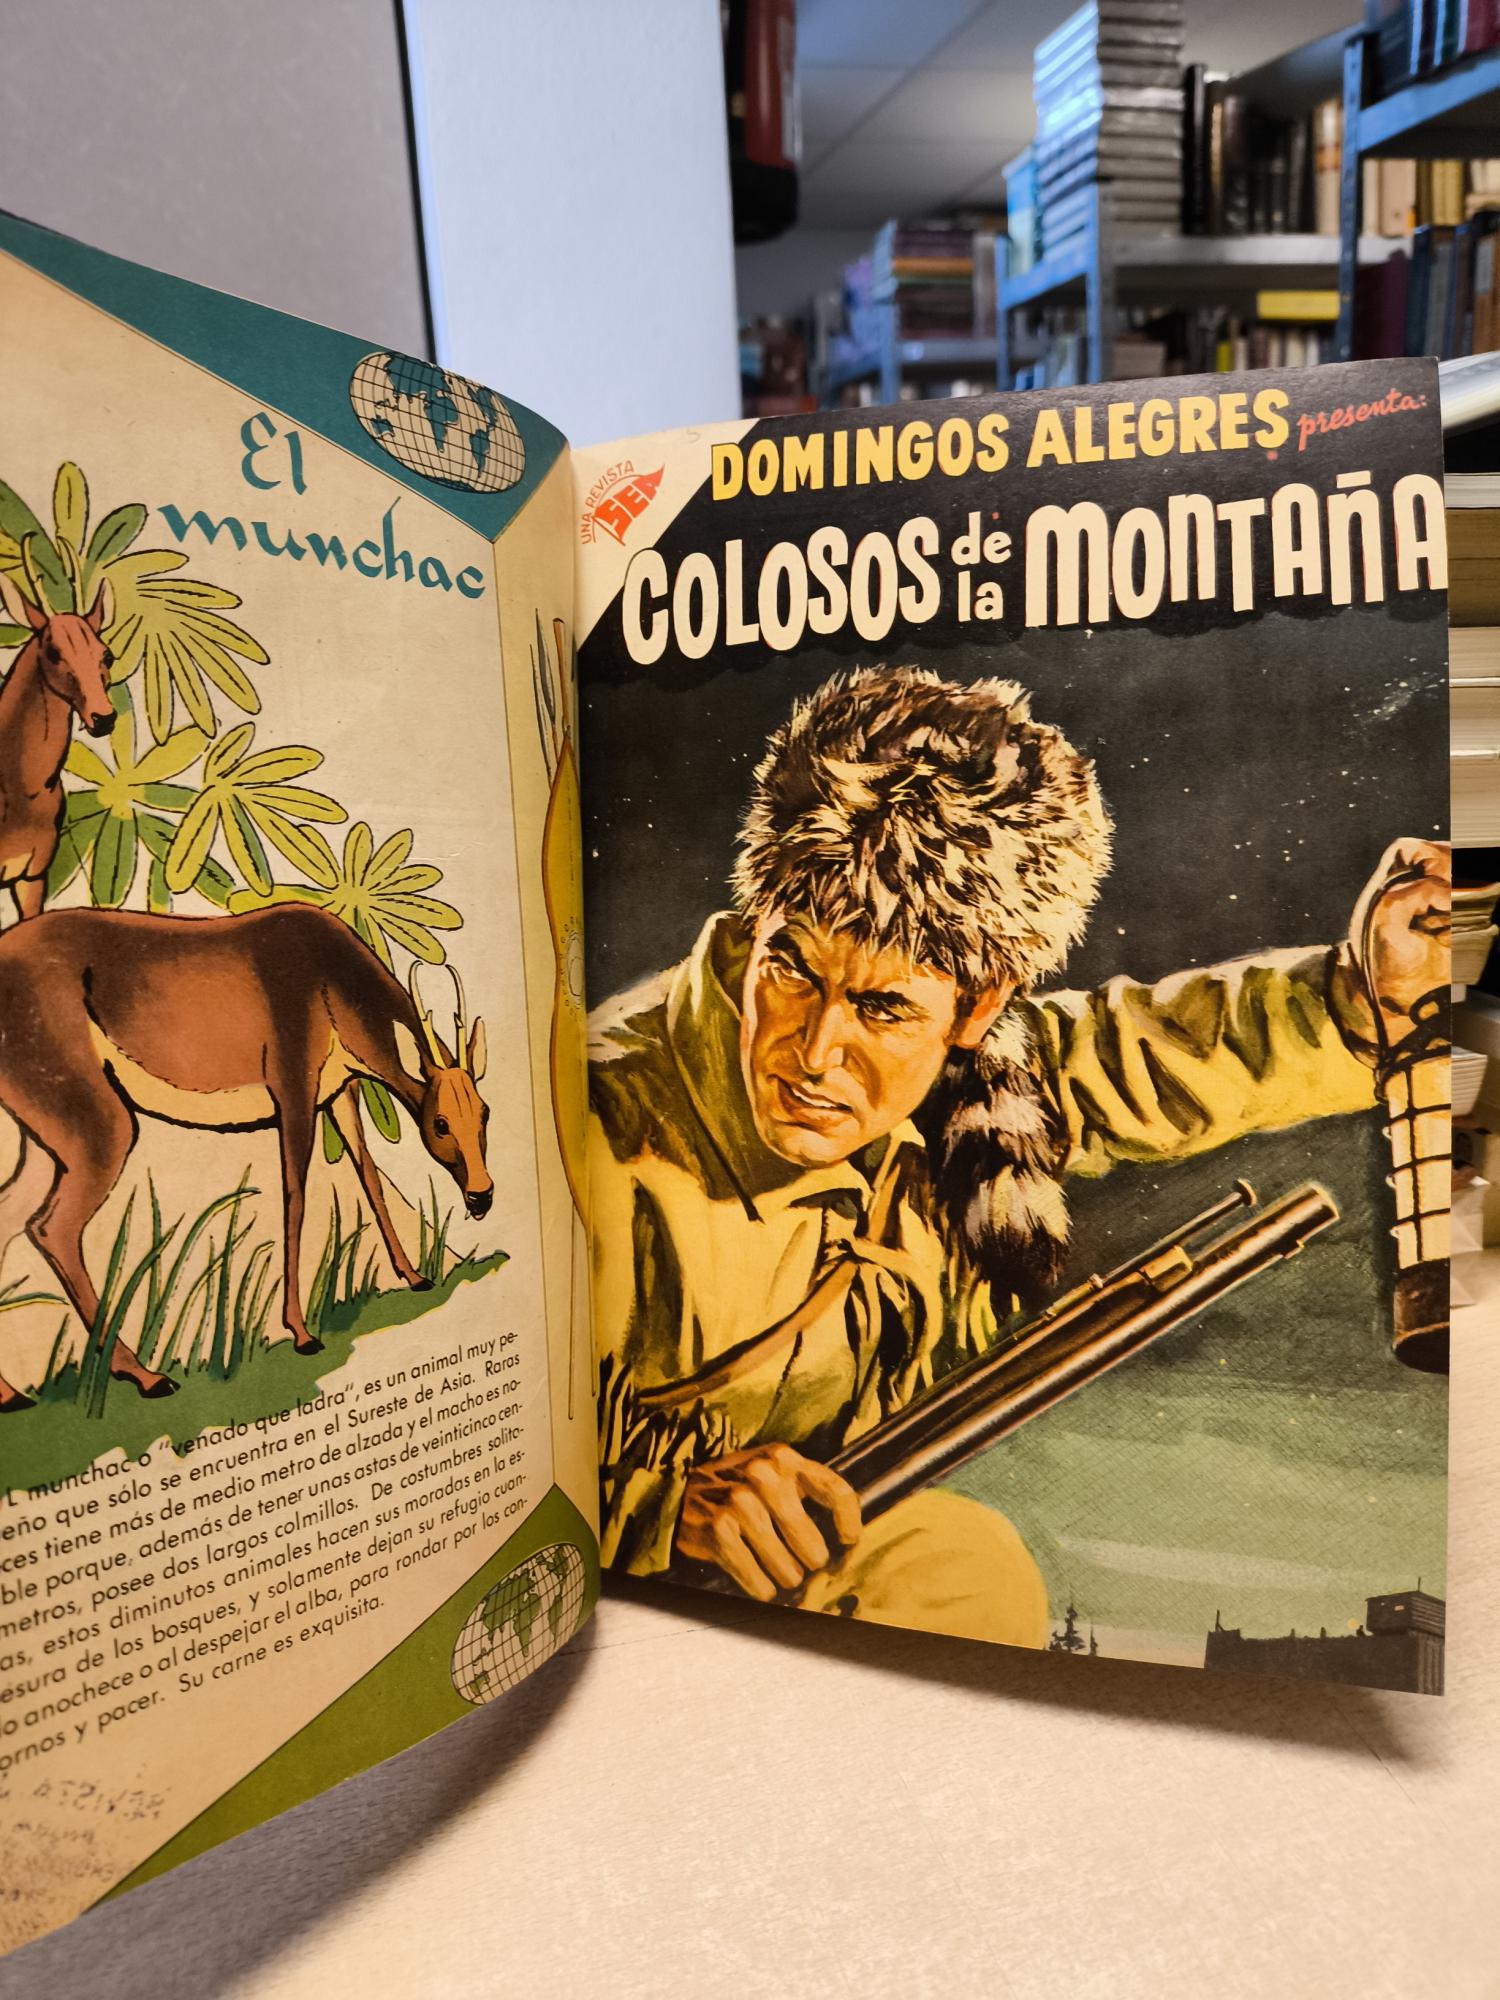 El
munchac
L munchac o "venado que ladra", es un animal muy pe-
eño que sólo se encuentra en el Sureste de Asia. Raras
ces tiene más de medio metro de alzada y el macho es no-
ble porque, además de tener unas astas de veinticinco cen-
metros, posee dos largos colmillos. De costumbres solita-
as, estos diminutos animales hacen sus moradas en la es-
esura de los bosques, y solamente dejan su refugio cuan-
do anochece o al despejar el alba, para rondar por los con-
ornos y pacer. Su carne es exquisita.
UNA REVISTA
SEA
DOMINGOS ALEGRES presenta:
COLOSOS de la MONTAÑA